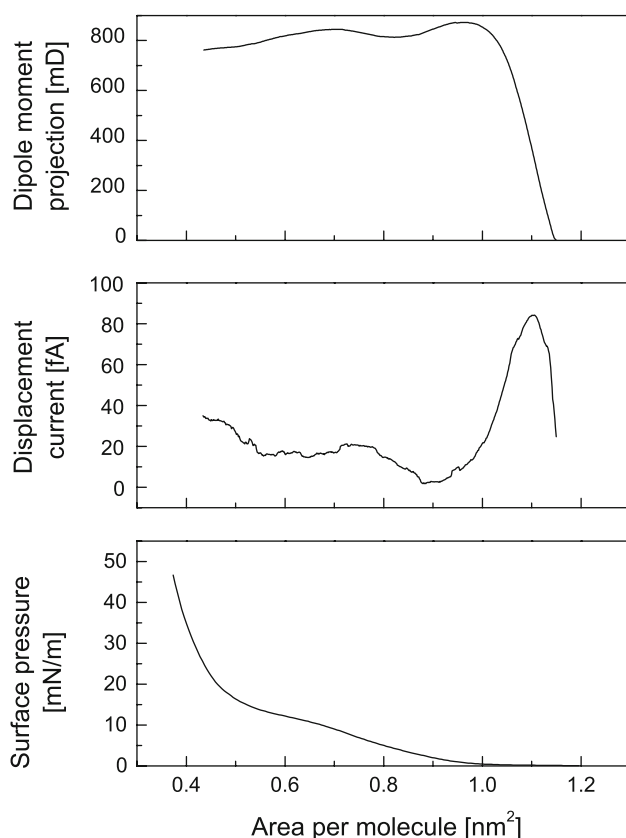 Dipole moment
projection [mD]
800
600
400
200
0
Displacement
current [fA]
100
80
60
40
20
0
Surface pressure
[mN/m]
50
40
30
20
10
0
0.4 0.6 0.8 1.0 1.2
Area per molecule [nm²]